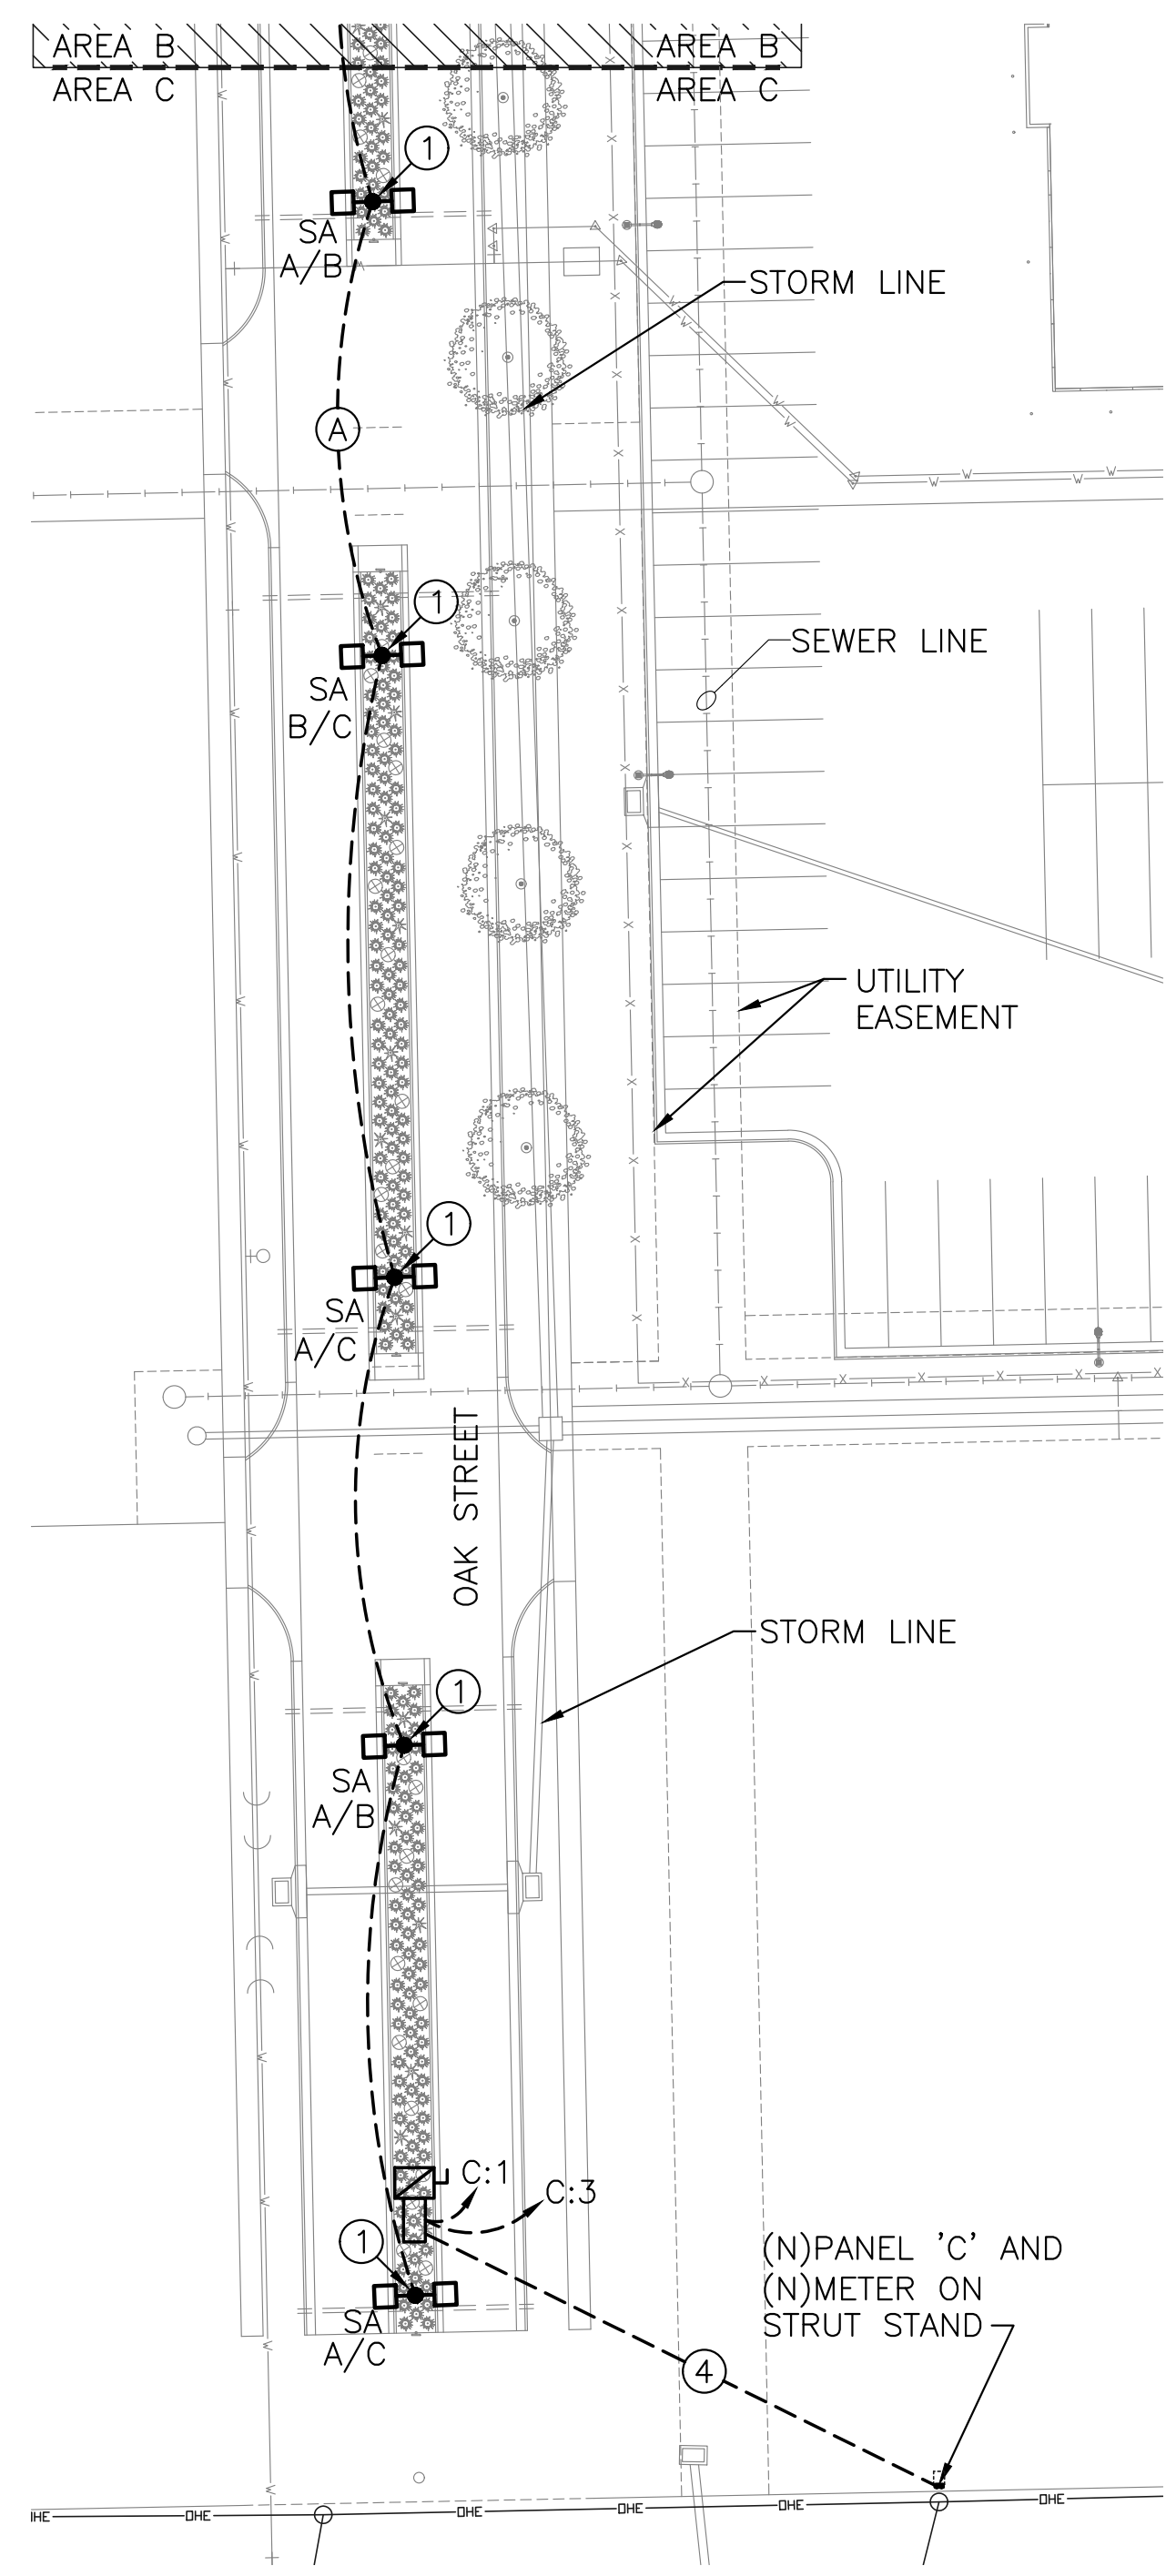 AREA B
AREA B
AREA C
AREA C
1
SA
A/B
STORM LINE
A
W
W
W
W
W
W
W
1
SA
B/C
SEWER LINE
UTILITY
EASEMENT
1
SA
A/C
OAK STREET
STORM LINE
1
SA
A/B
C:1
C:3
1
SA
A/C
(N)PANEL 'C' AND
(N)METER ON
STRUT STAND
4
OHE
OHE
OHE
OHE
OHE